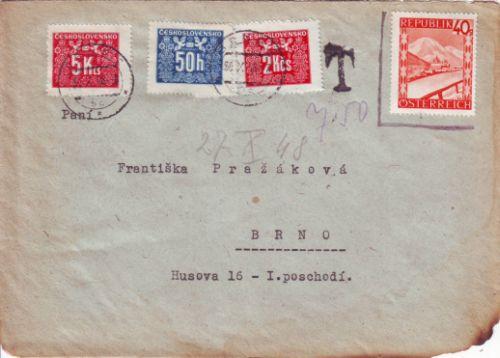 ČESKOSLOVENSKO
5 Kčs
ČESKOSLOVENSKO
50h
ČESKOSLOVENSKO
2 Kčs
T
REPUBLIK 40g
ÖSTERREICH
7·50
27. X 48
Paní
Františka Pražáková
BRNO
Husova 16 - I.poschodí.